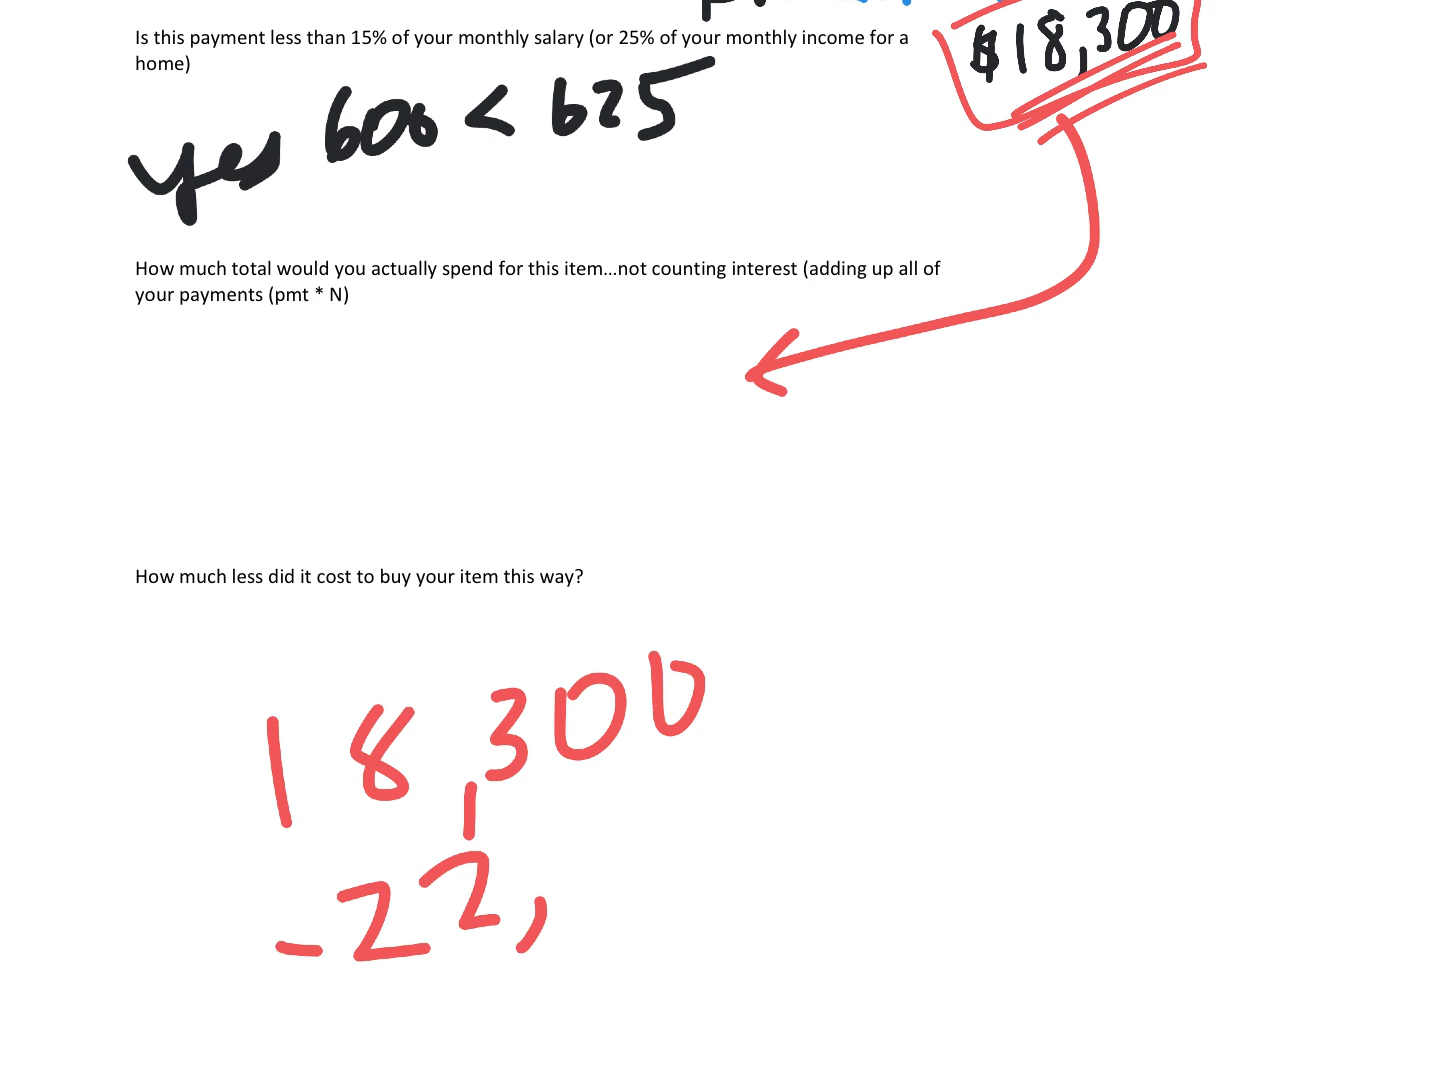 Is this payment less than 15% of your monthly salary (or 25% of your monthly income for a
$18,300
home)
yes 600 < 625
How much total would you actually spend for this item...not counting interest (adding up all of
your payments (pmt * N)
How much less did it cost to buy your item this way?
18,300
-22,